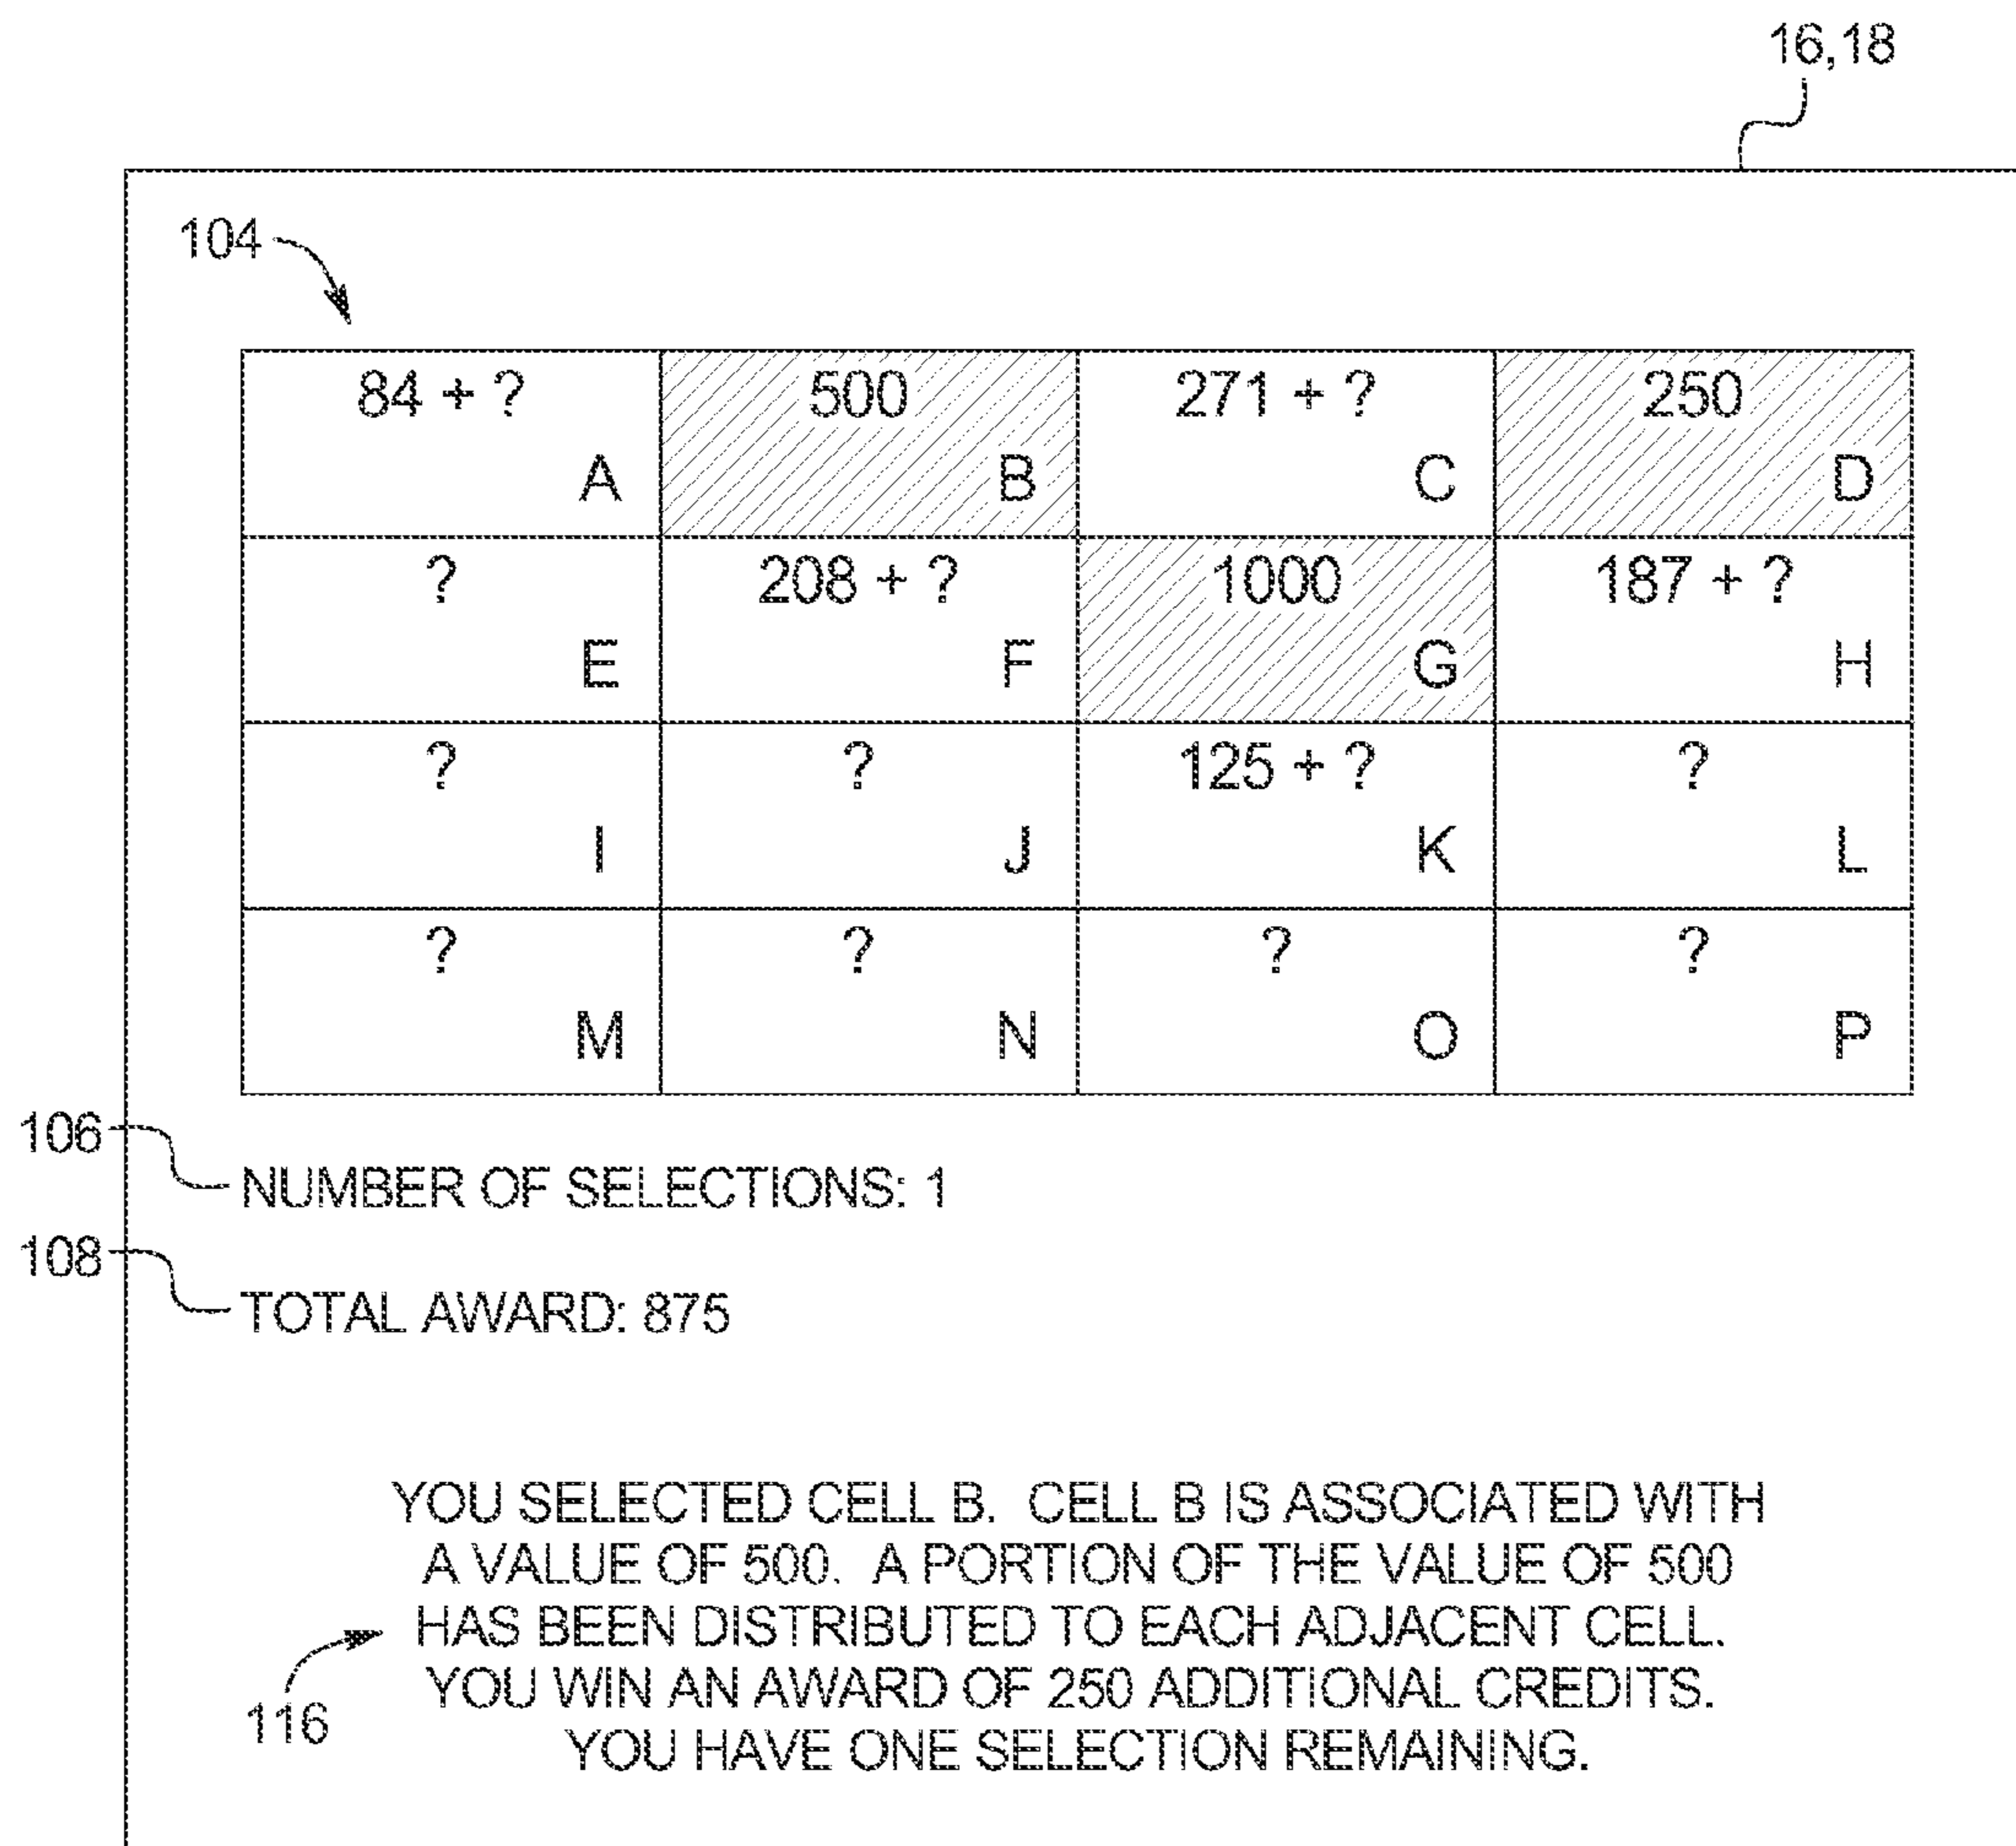 16,18
104
84 + ? 500 271 + ? 250
A B C D
? 208 + ? 1000 187 + ?
E F G H
? ? 125 + ? ?
I J K L
? ? ? ?
M N O P
106
NUMBER OF SELECTIONS: 1
108
TOTAL AWARD: 875
YOU SELECTED CELL B. CELL B IS ASSOCIATED WITH
A VALUE OF 500. A PORTION OF THE VALUE OF 500
HAS BEEN DISTRIBUTED TO EACH ADJACENT CELL.
YOU WIN AN AWARD OF 250 ADDITIONAL CREDITS.
116
YOU HAVE ONE SELECTION REMAINING.